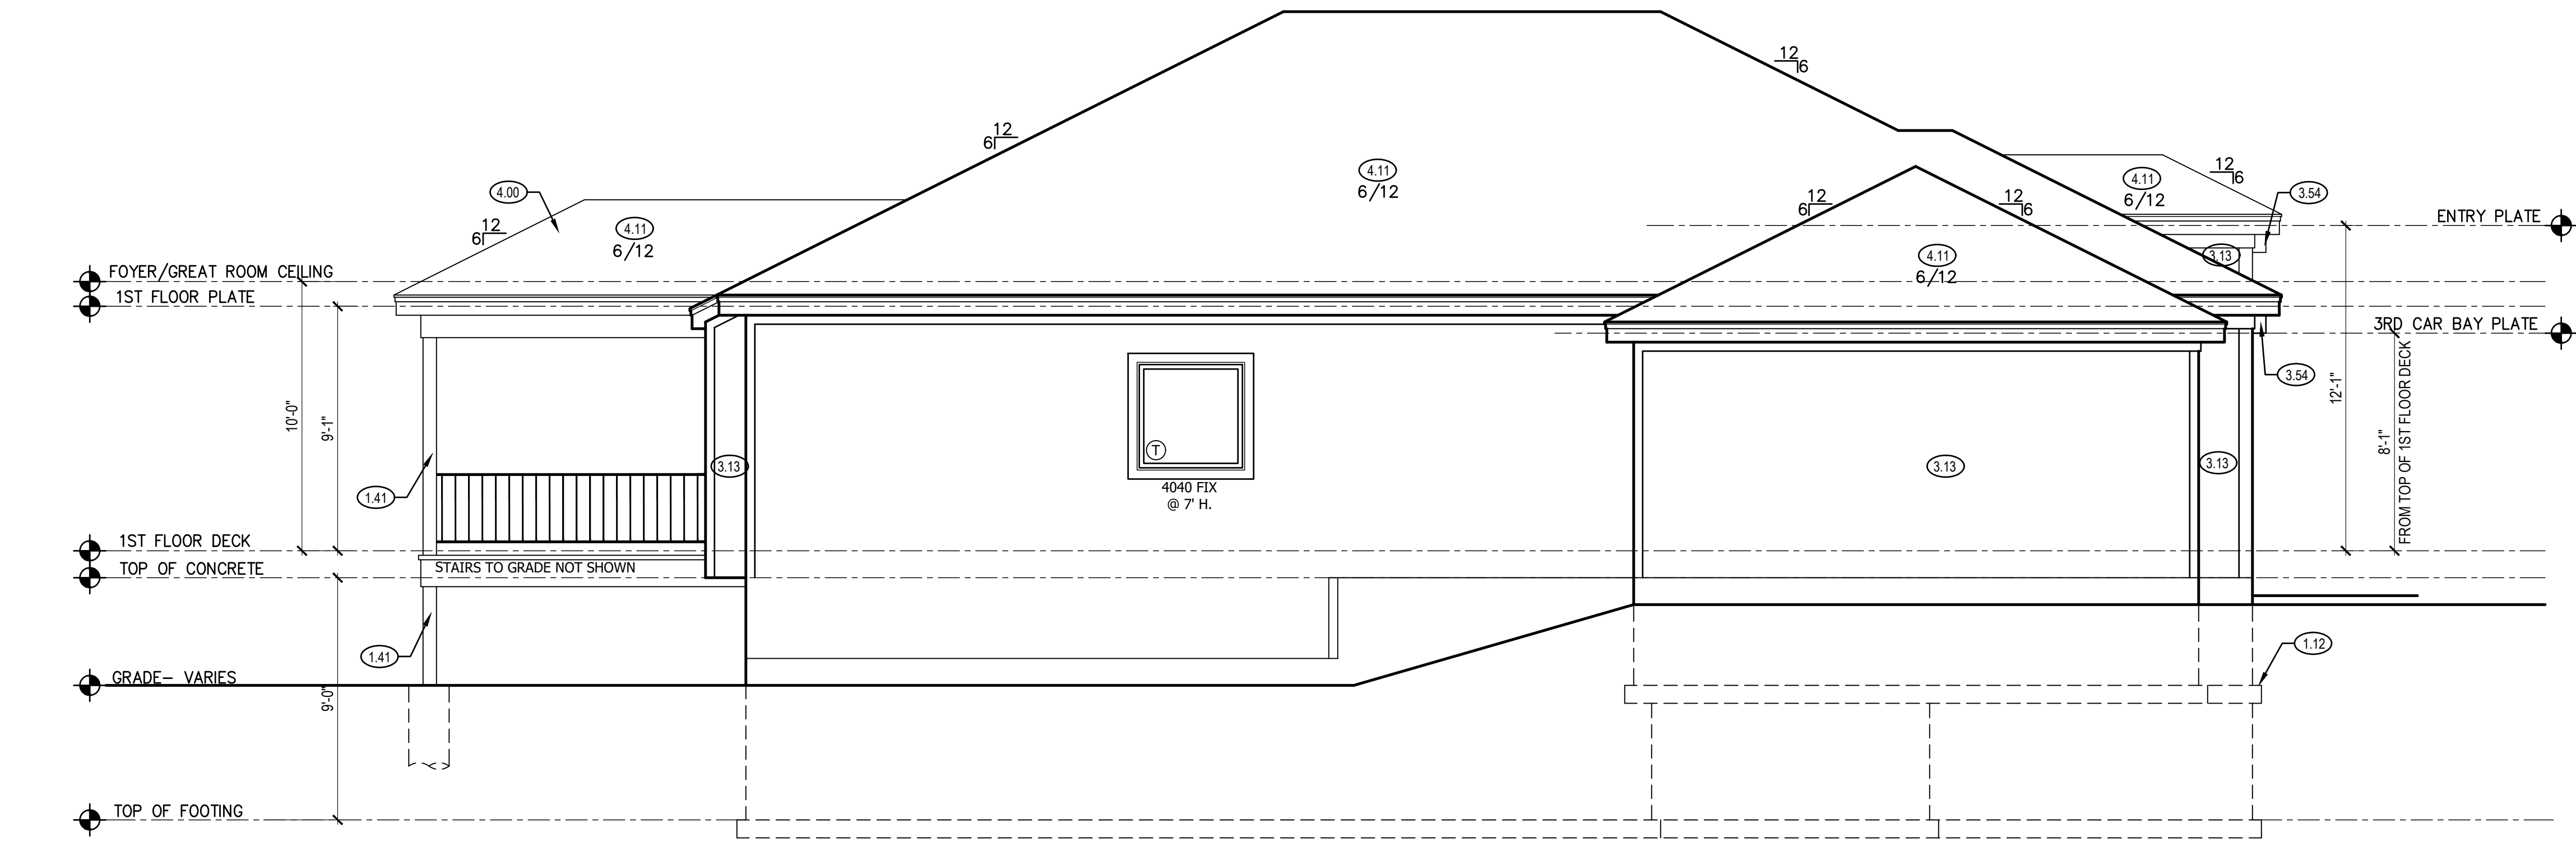 12
6
12
6
12
6
4.11
6/12
4.11
6/12
12
6
3.54
4.00
12
6
4.11
6/12
12
6
12
6
ENTRY PLATE
3.13
4.11
6/12
FOYER/GREAT ROOM CEILING
1ST FLOOR PLATE
3RD CAR BAY PLATE
3.54
10'-0"
9'-1"
12'-1"
8'-1"
FROM TOP OF 1ST FLOOR DECK
T
4040 FIX
@ 7' H.
3.13
3.13
3.13
1.41
1ST FLOOR DECK
TOP OF CONCRETE
STAIRS TO GRADE NOT SHOWN
1.41
1.12
GRADE- VARIES
9'-0"
TOP OF FOOTING